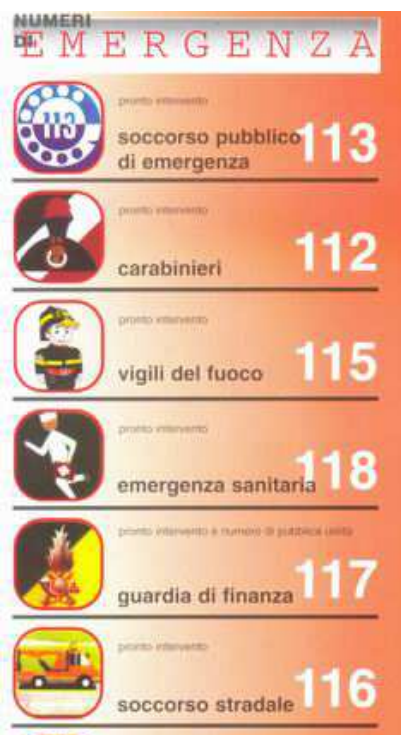 NUMERI
DI
EMERGENZA
pronto intervento
113
soccorso pubblico
di emergenza
113
pronto intervento
carabinieri
112
pronto intervento
vigili del fuoco
115
pronto intervento
emergenza sanitaria
118
pronto intervento e numero di pubblica utilità
guardia di finanza
117
pronto intervento
soccorso stradale
116